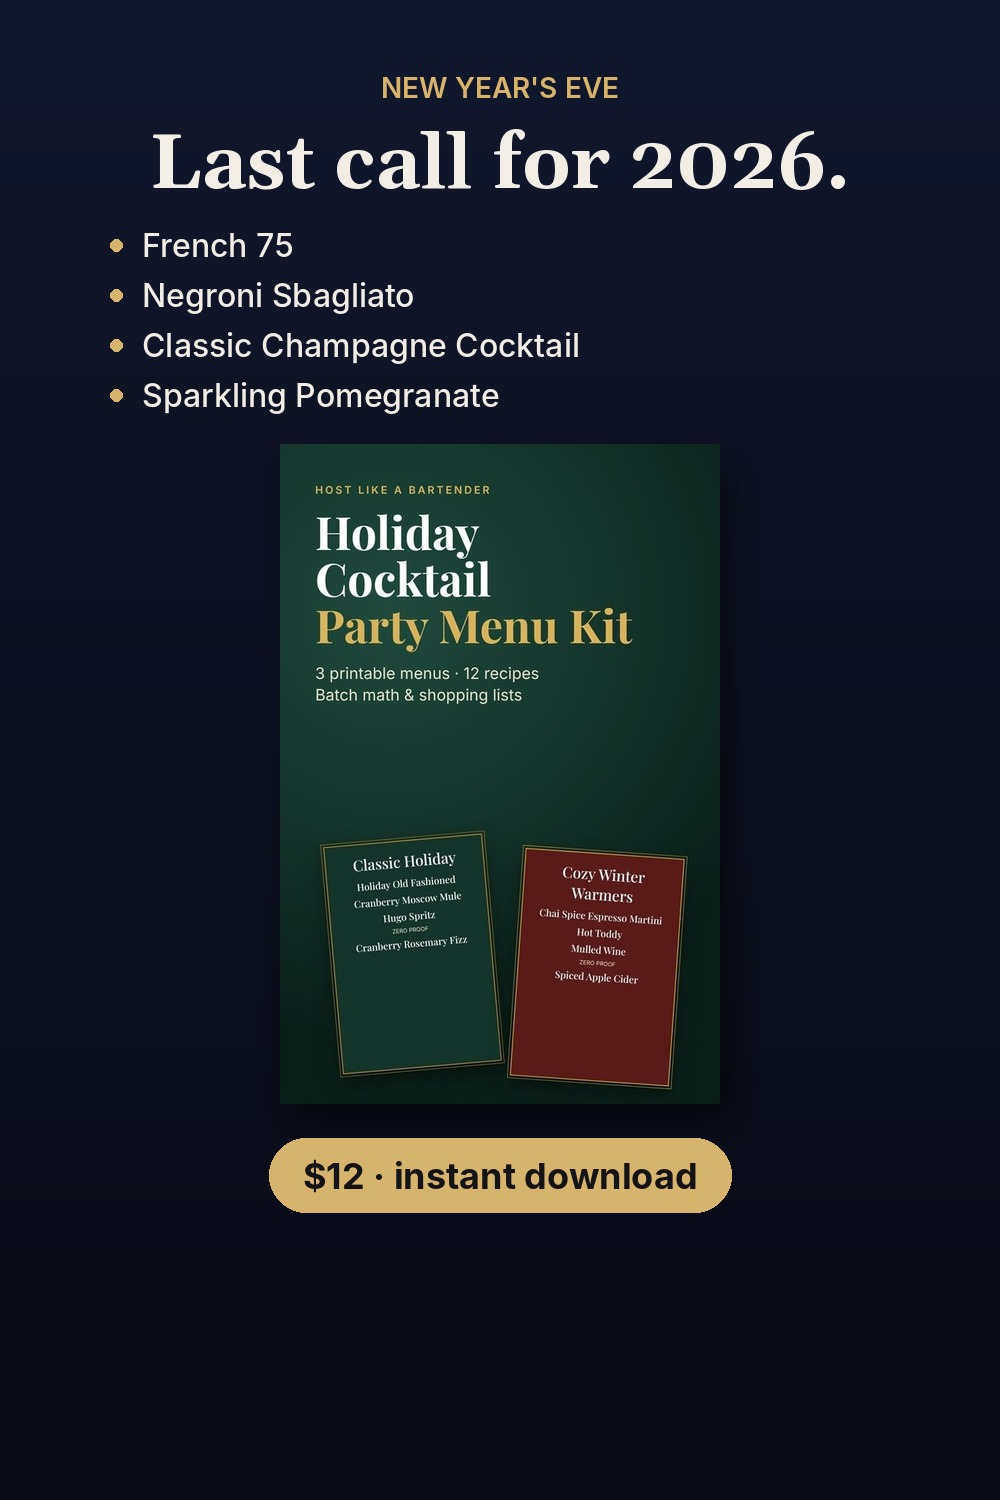 NEW YEAR'S EVE
Last call for 2026.
French 75
Negroni Sbagliato
Classic Champagne Cocktail
Sparkling Pomegranate
HOST LIKE A BARTENDER
Holiday
Cocktail
Party Menu Kit
3 printable menus · 12 recipes
Batch math & shopping lists
Classic Holiday
Holiday Old Fashioned
Cranberry Moscow Mule
Hugo Spritz
ZERO PROOF
Cranberry Rosemary Fizz
Cozy Winter
Warmers
Chai Spice Espresso Martini
Hot Toddy
Mulled Wine
ZERO PROOF
Spiced Apple Cider
$12 · instant download